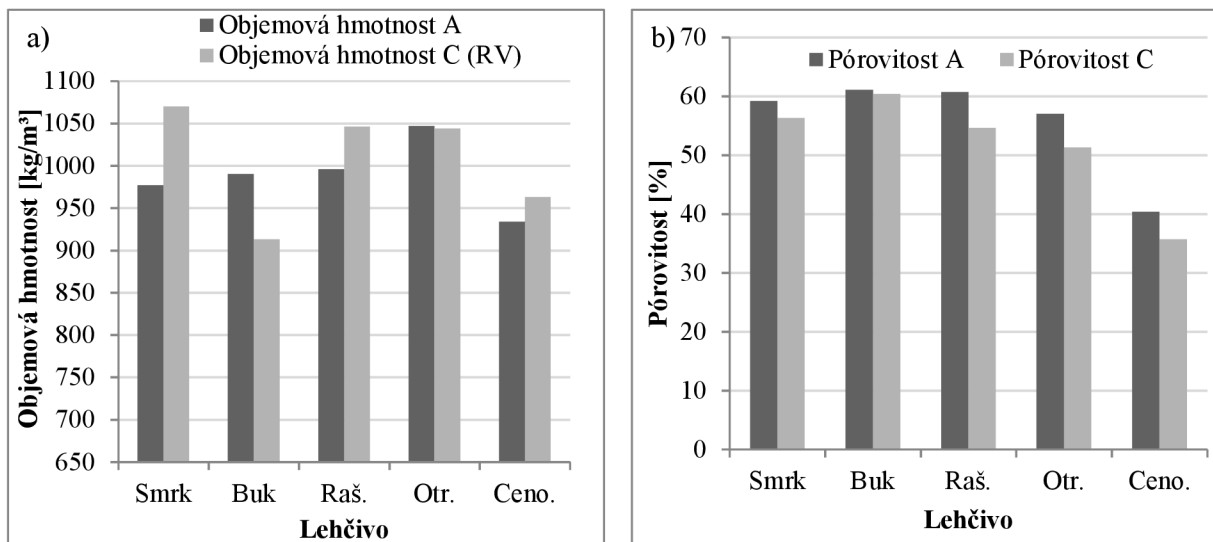 a)
Objemová hmotnost A
Objemová hmotnost C (RV)
Objemová hmotnost [kg/m³]
1100
1050
1000
950
900
850
800
750
700
650
Smrk Buk Raš. Otr. Ceno.
Lehčivo
b)
Pórovitost A Pórovitost C
Pórovitost [%]
70
60
50
40
30
20
10
0
Smrk Buk Raš. Otr. Ceno.
Lehčivo